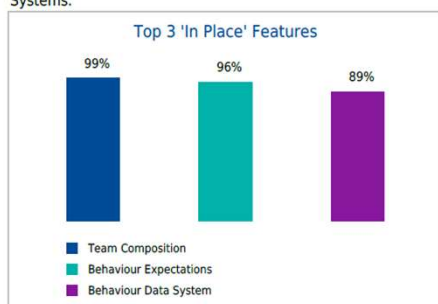 Systems.
Top 3 'In Place' Features
99%
96%
89%
Team Composition
Behaviour Expectations
Behaviour Data System